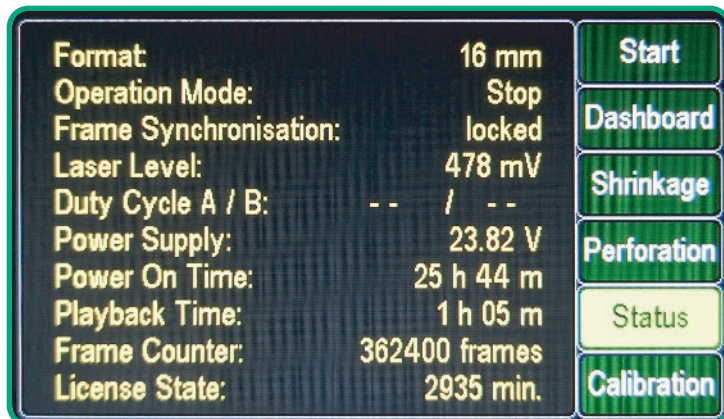 Format: 16 mm
Operation Mode: Stop
Frame Synchronisation: locked
Laser Level: 478 mV
Duty Cycle A / B: - - / - -
Power Supply: 23.82 V
Power On Time: 25 h 44 m
Playback Time: 1 h 05 m
Frame Counter: 362400 frames
License State: 2935 min.
Start
Dashboard
Shrinkage
Perforation
Status
Calibration